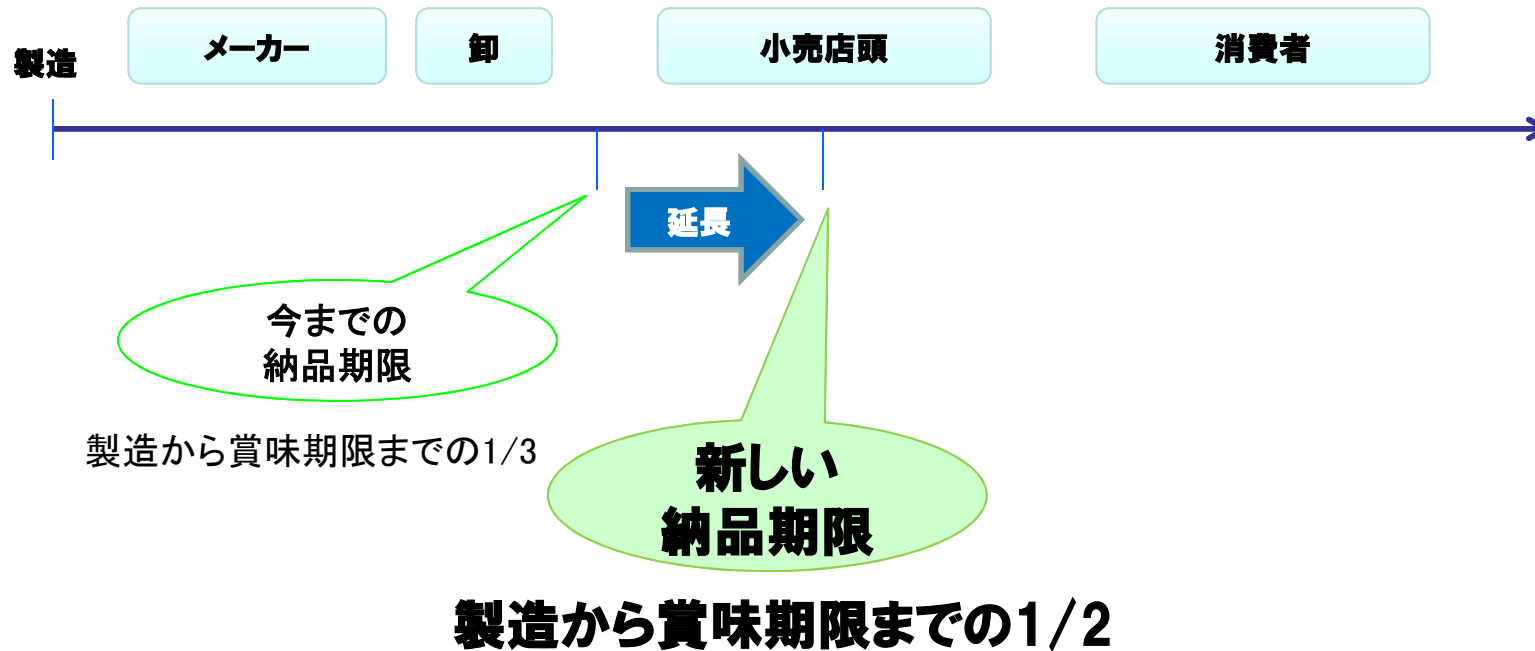 製造
メーカー
卸
小売店頭
消費者
延長
今までの
納品期限
製造から賞味期限までの1/3
新しい
納品期限
製造から賞味期限までの1/2